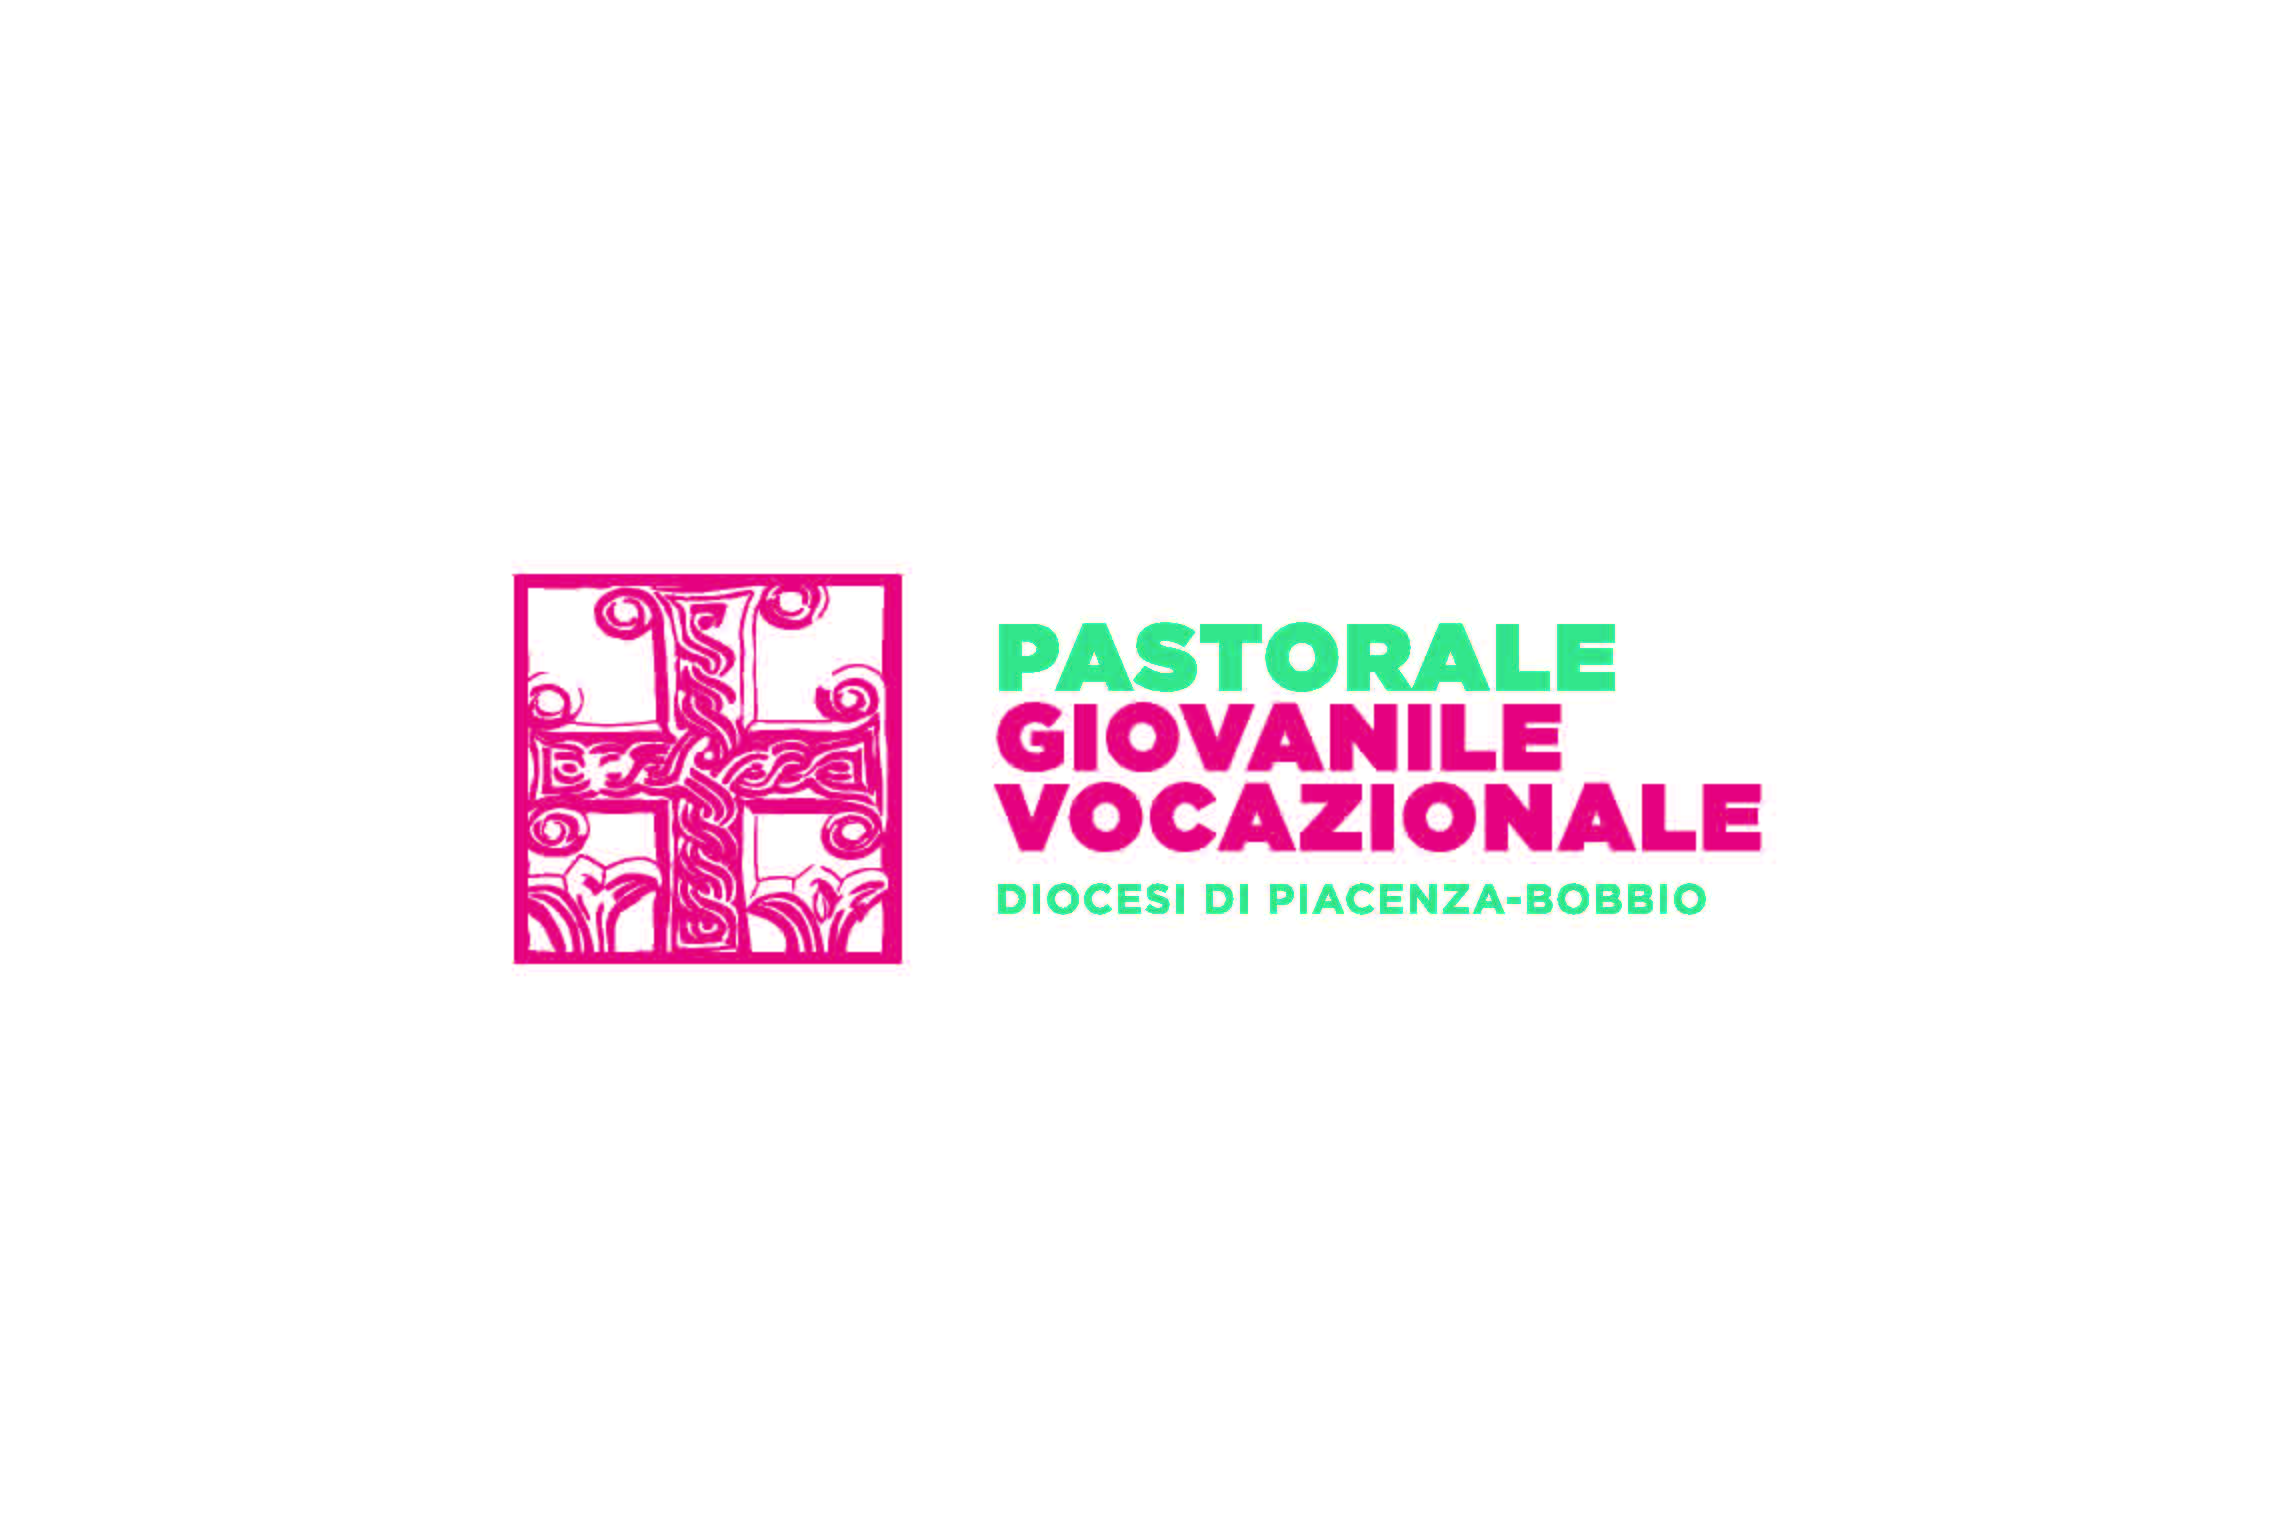 PASTORALE
GIOVANILE
VOCAZIONALE
DIOCESI DI PIACENZA-BOBBIO